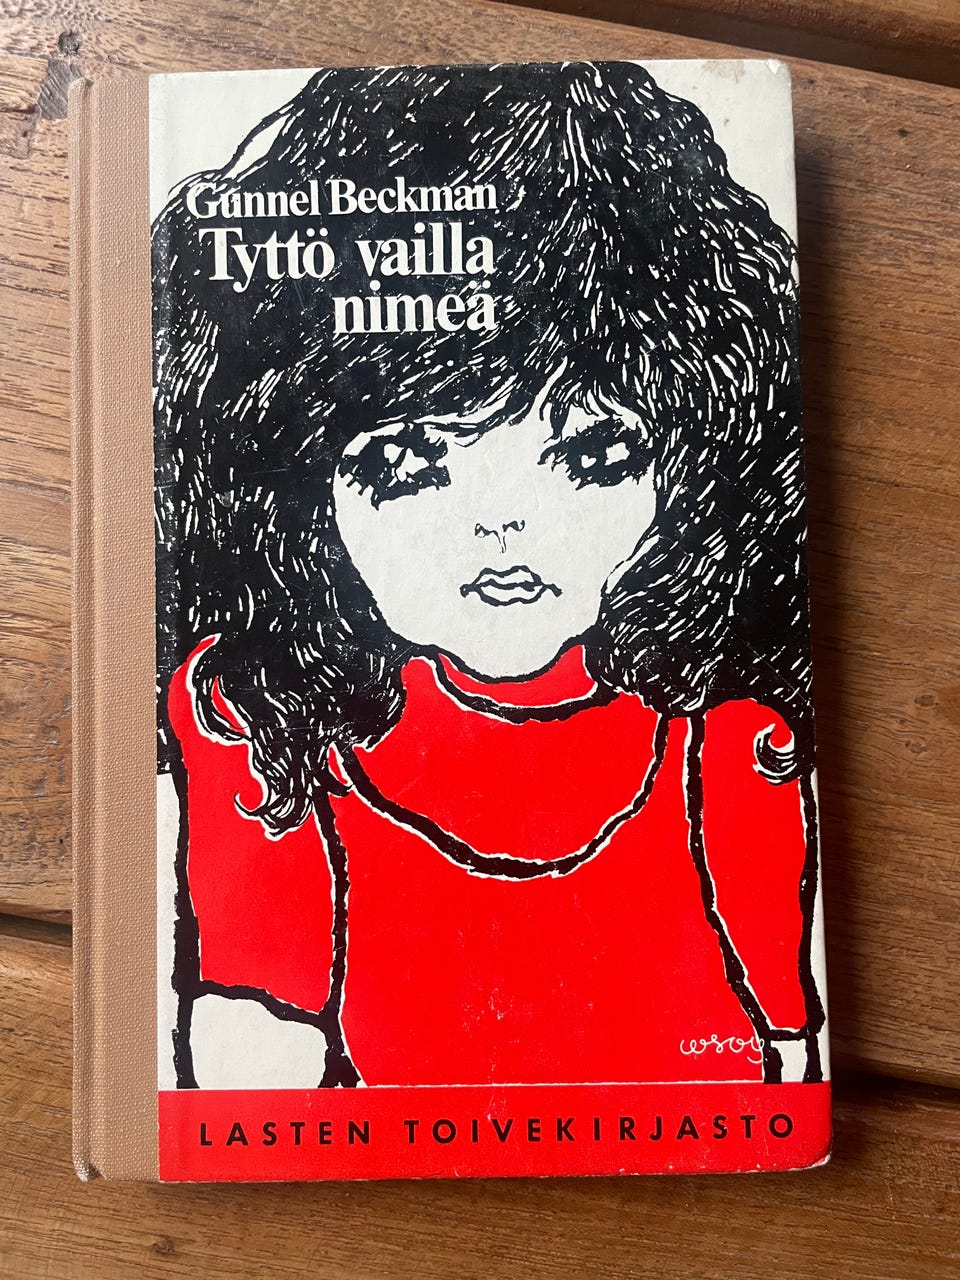 Gunnel Beckman
Tyttö vailla
nimeä
wsoy
LASTEN TOIVEKIRJASTO